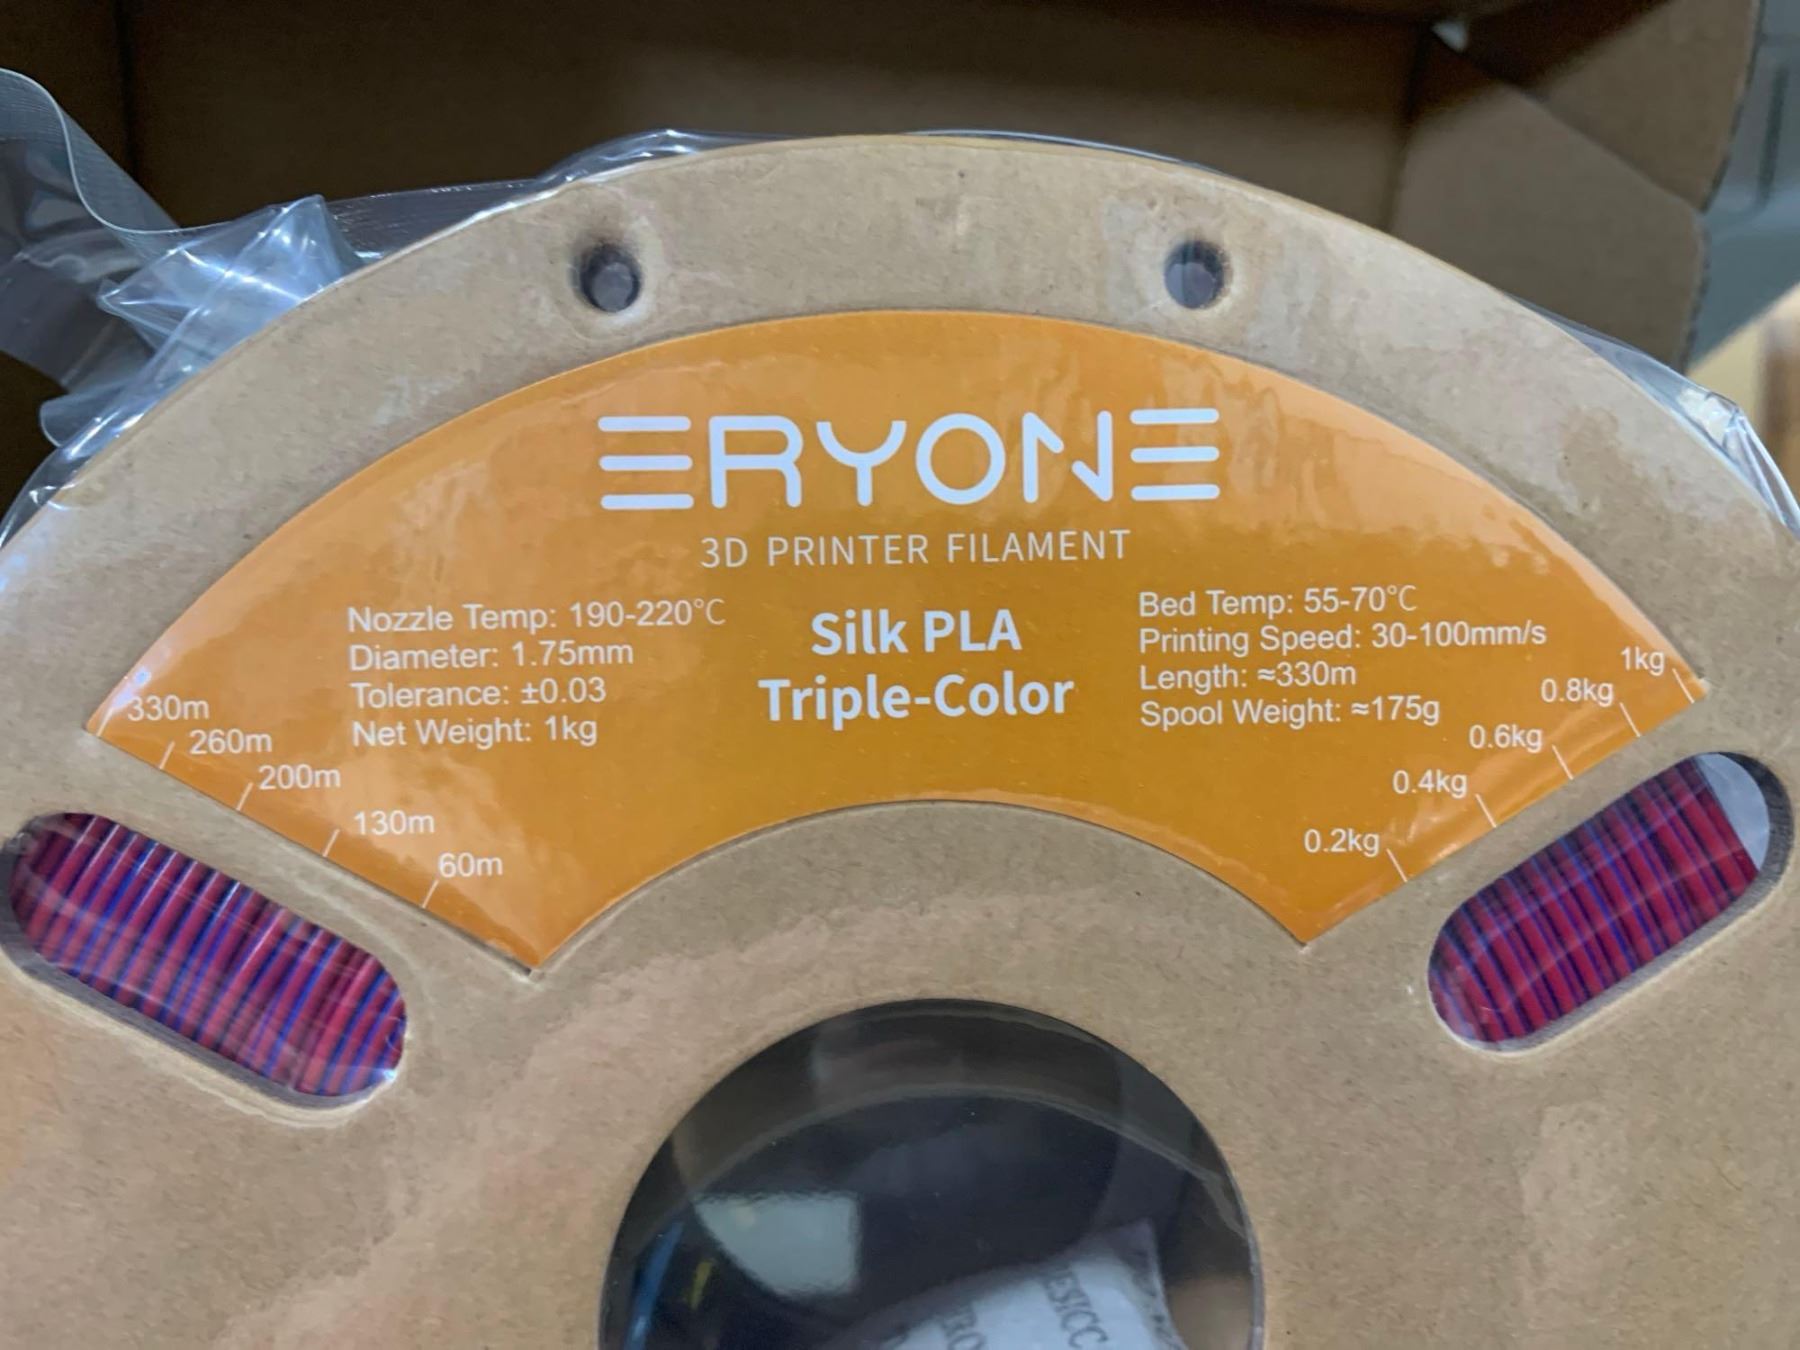 ERYONE
3D PRINTER FILAMENT
Silk PLA
Triple-Color
Nozzle Temp: 190-220°C
Diameter: 1.75mm
Tolerance: ±0.03
Net Weight: 1kg
Bed Temp: 55-70°C
Printing Speed: 30-100mm/s
Length: ≈330m
Spool Weight: ≈175g
330m
260m
200m
130m
60m
1kg
0.8kg
0.6kg
0.4kg
0.2kg